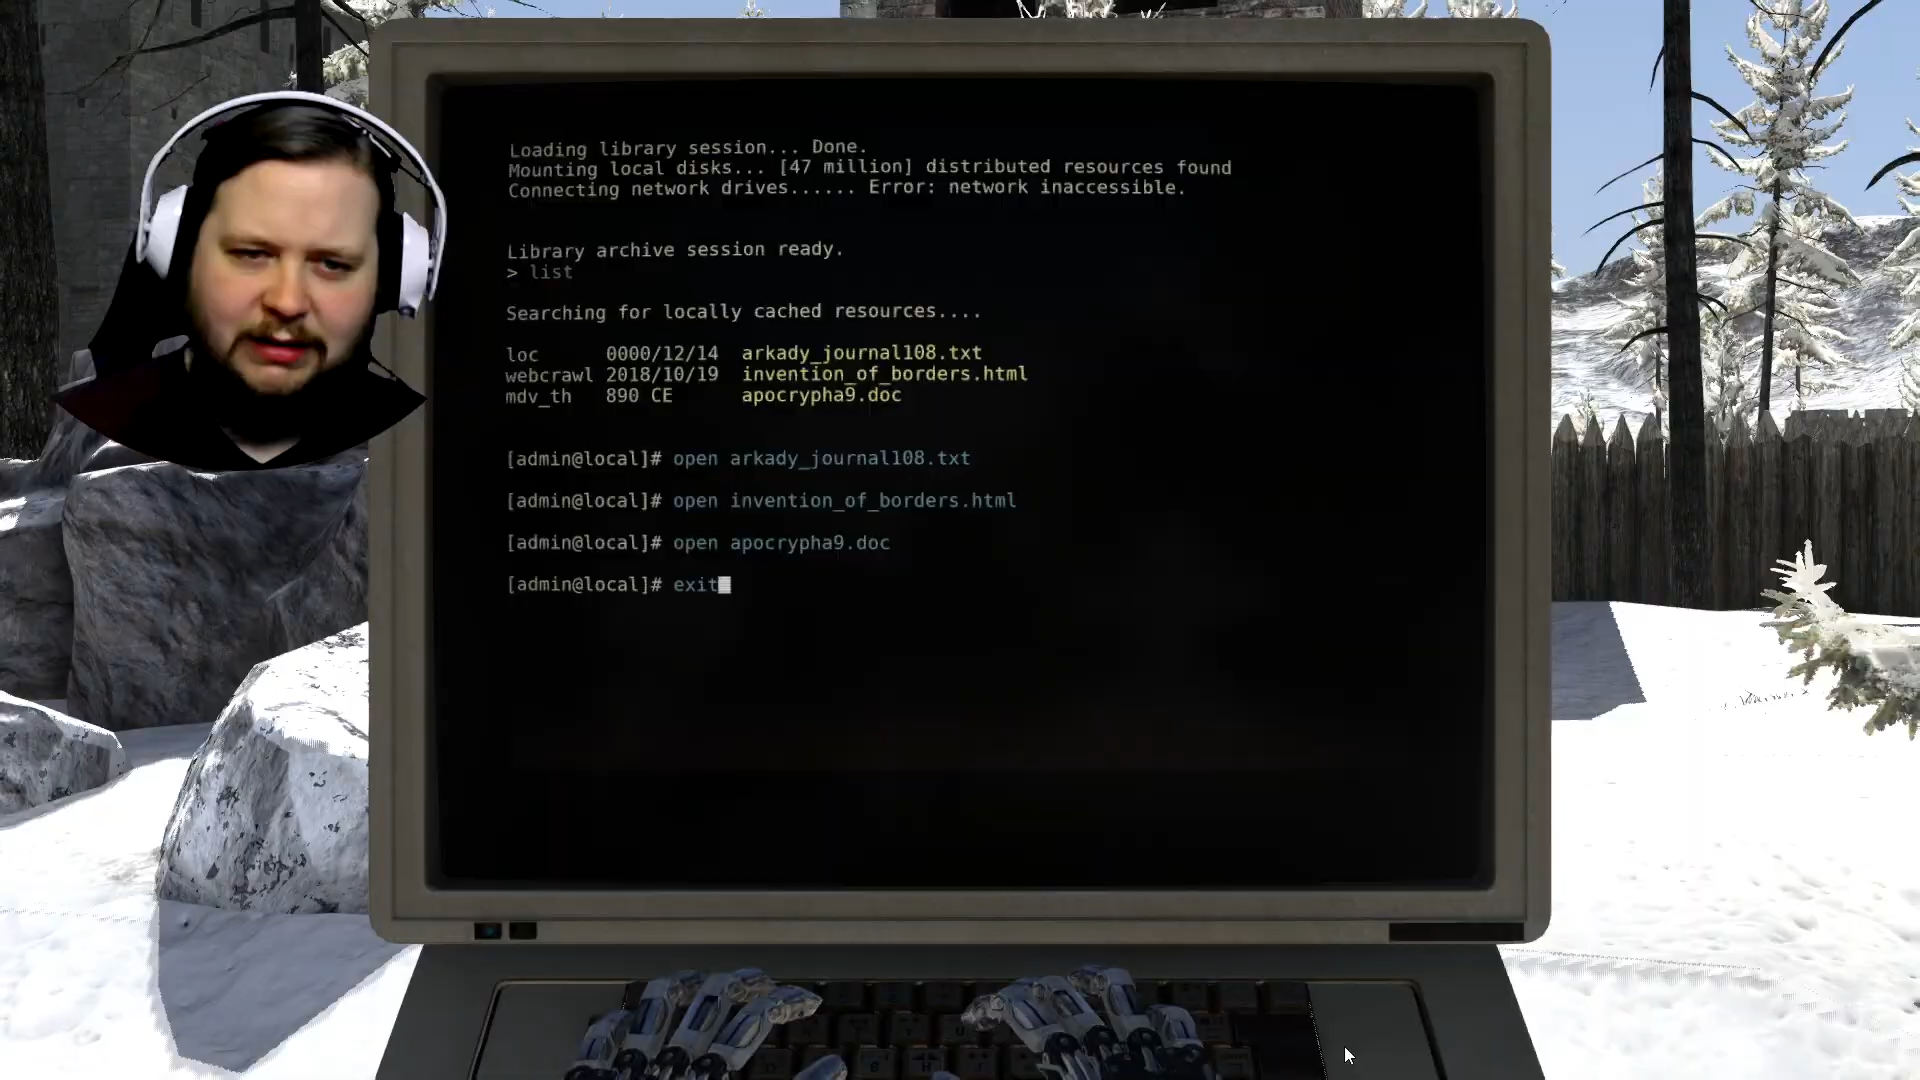 Loading library session... Done.
Mounting local disks... [47 million] distributed resources found
Connecting network drives...... Error: network inaccessible.
Library archive session ready.
> list
Searching for locally cached resources....
loc 0000/12/14 arkady_journal108.txt
webcrawl 2018/10/19 invention_of_borders.html
mdv_th 890 CE apocrypha9.doc
[admin@local]# open arkady_journal108.txt
[admin@local]# open invention_of_borders.html
[admin@local]# open apocrypha9.doc
[admin@local]# exit